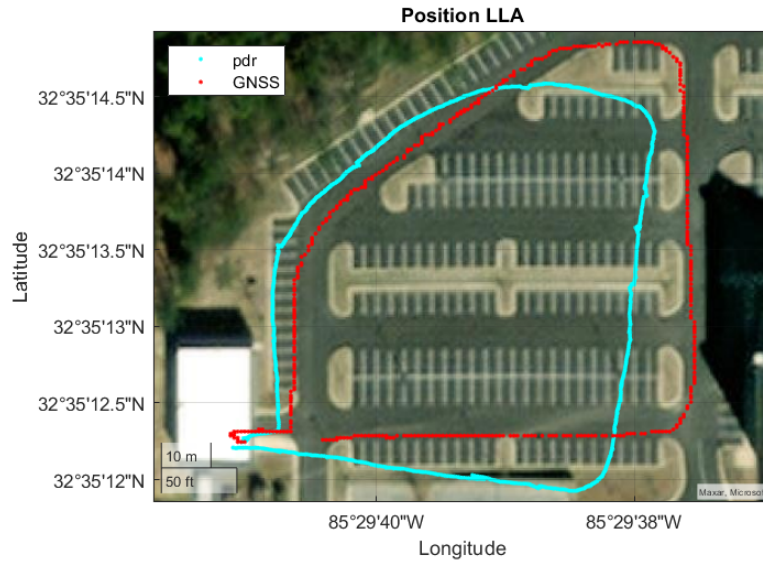 Position LLA
pdr
GNSS
32°35'14.5"N
32°35'14"N
32°35'13.5"N
32°35'13"N
32°35'12.5"N
32°35'12"N
Latitude
10 m
50 ft
Maxar, Microsoft
85°29'40"W
85°29'38"W
Longitude